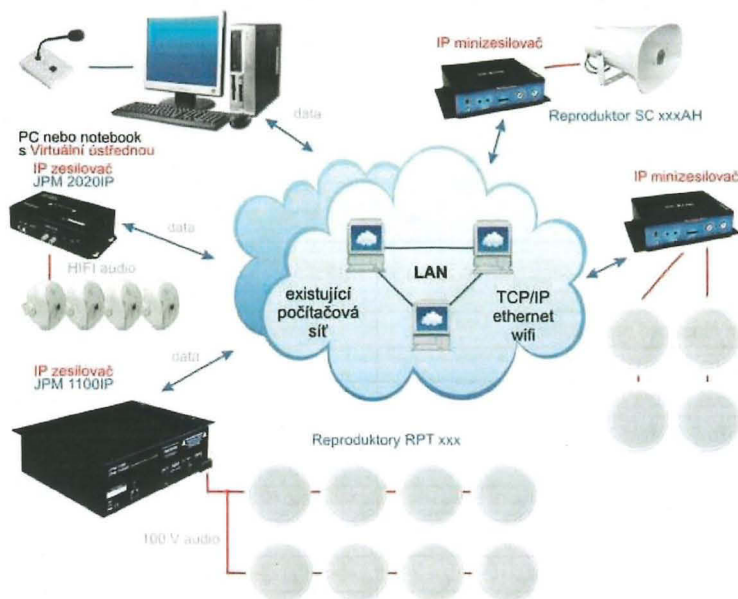 IP minizesilovač
data
Reproduktor SC xxxAH
PC nebo notebook
s Virtuální ústřednou
IP zesilovač
JPM 2020IP
data
HIFI audio
IP minizesilovač
LAN
existující
počítačová
síť
TCP/IP
ethernet
wifi
data
IP zesilovač
JPM 1100IP
Reproduktory RPT xxx
100 V audio